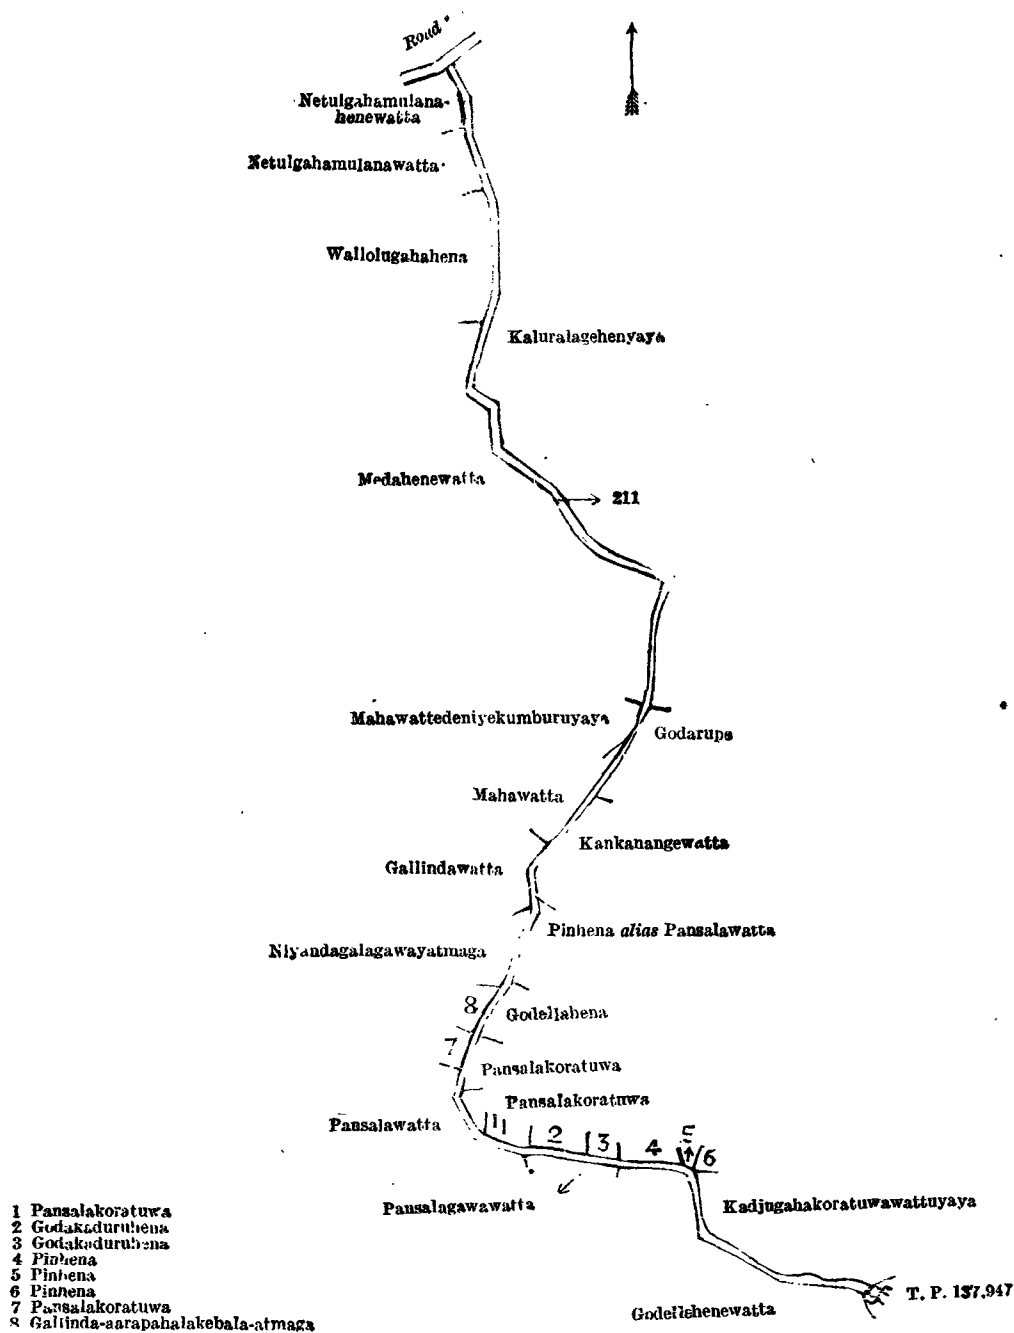 Road
Netulgahamulana-
henewatta
Netulgahamulanawatta
Wallolugahahena
Kaluralagehenyaya
Medahenewatta
211
Mahawattedeniyekumburuyaya
Godarupe
Mahawatta
Kankanangewatta
Gallindawatta
Pinhena alias Pansalawatta
Niyandagalagawayatmaga
8
Godellahena
7
Pansalakoratuwa
Pansalakoratuwa
Pansalawatta
1
2
3
4
5
6
Pansalagawawatta
Kadjugahakoratuwawattuyaya
T. P. 137,947
Godellahenewatta
1 Pansalakoratuwa
2 Godakaduruhena
3 Godakaduruhena
4 Pinhena
5 Pinhena
6 Pinhena
7 Pansalakoratuwa
8 Gallinda-aarapahalakebala-atmaga